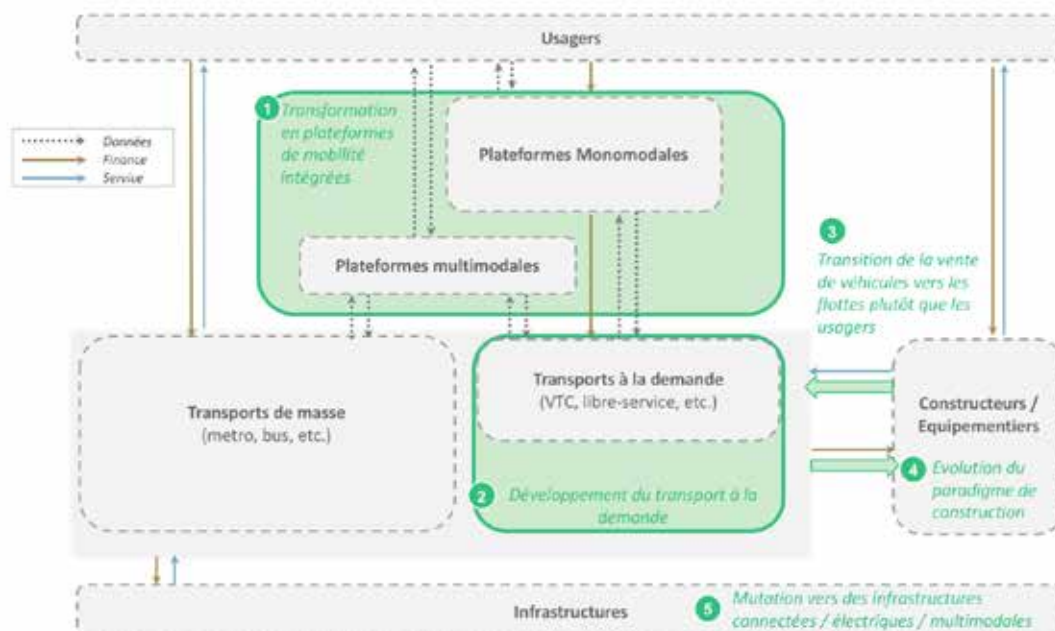 Usagers
1 Transformation
en plateformes
de mobilité
intégrées
Données
Finance
Service
Plateformes Monomodales
Plateformes multimodales
3
Transition de la vente
de véhicules vers les
flottes plutôt que les
usagers
Transports de masse
(metro, bus, etc.)
Transports à la demande
(VTC, libre-service, etc.)
2 Développement du transport à la
demande
Constructeurs /
Equipementiers
4 Evolution du
paradigme de
construction
Infrastructures
5 Mutation vers des infrastructures
connectées / électriques / multimodales